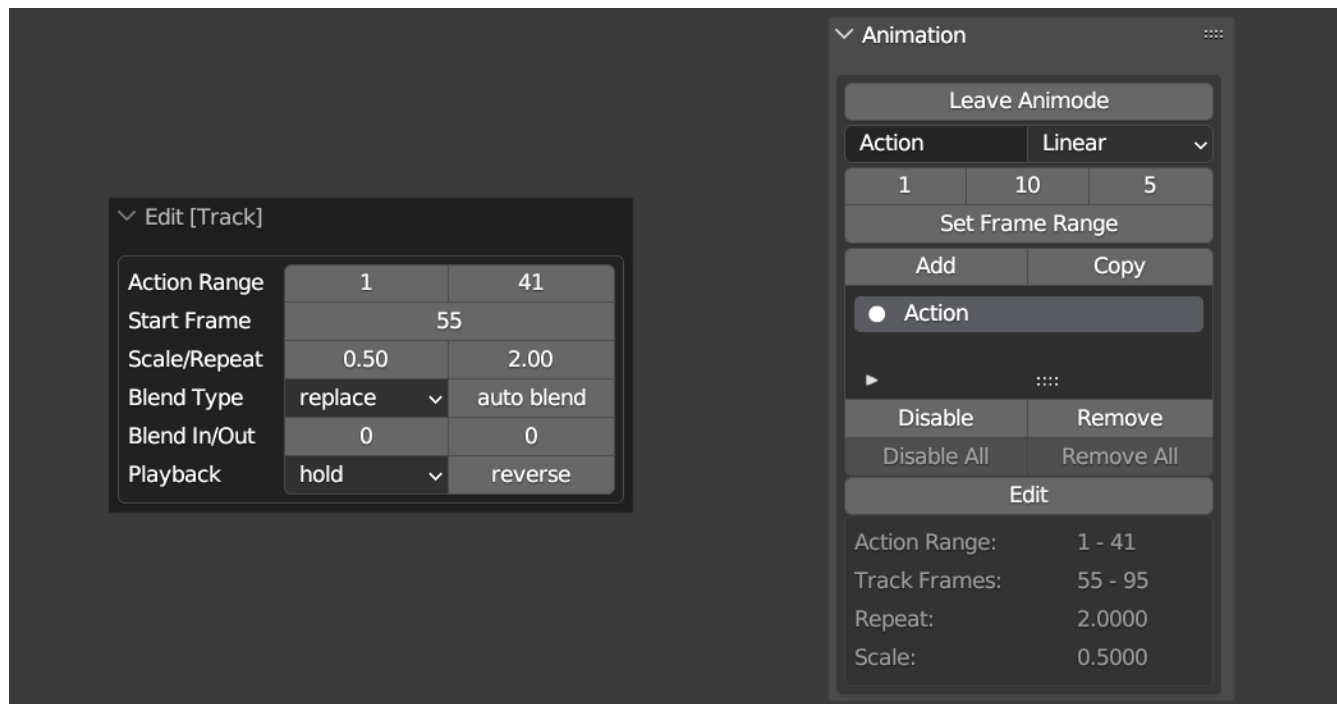 Edit [Track]
Action Range 1 41
Start Frame 55
Scale/Repeat 0.50 2.00
Blend Type replace auto blend
Blend In/Out 0 0
Playback hold reverse
Animation
Leave Animode
Action Linear
1 10 5
Set Frame Range
Add Copy
Action
Disable Remove
Disable All Remove All
Edit
Action Range: 1 - 41
Track Frames: 55 - 95
Repeat: 2.0000
Scale: 0.5000